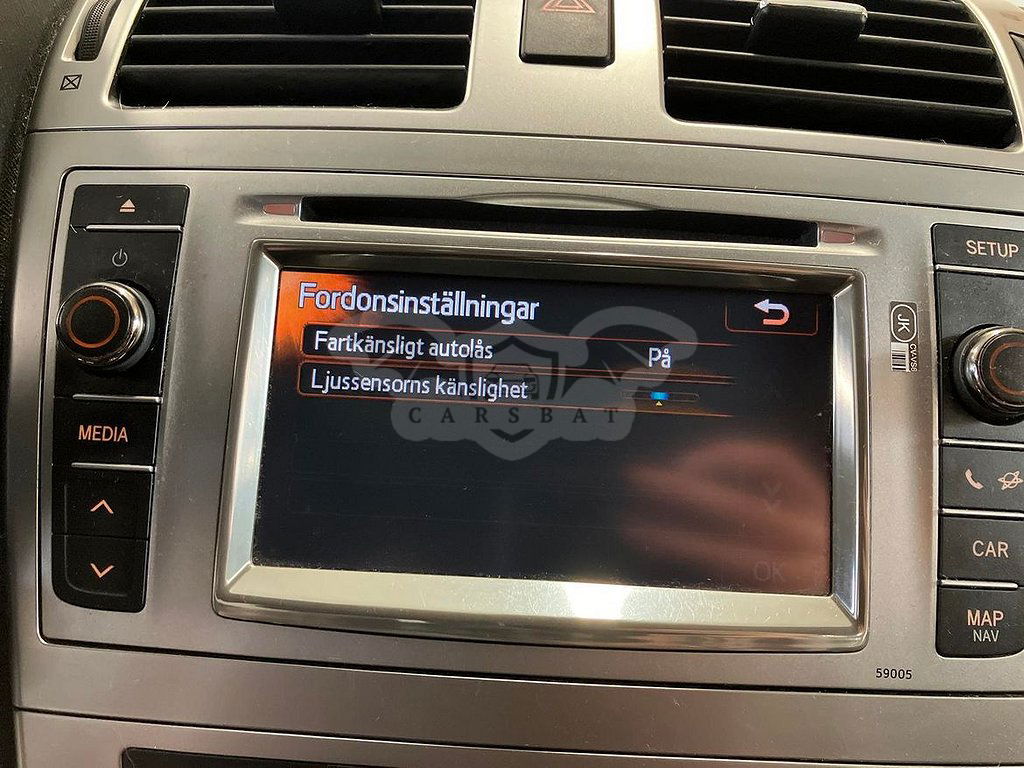 SETUP
Fordonsinställningar
Fartkänsligt autolås På
Ljussensorns känslighet
CARSBAT
JK
MEDIA
CAR
OK
MAP
NAV
59005